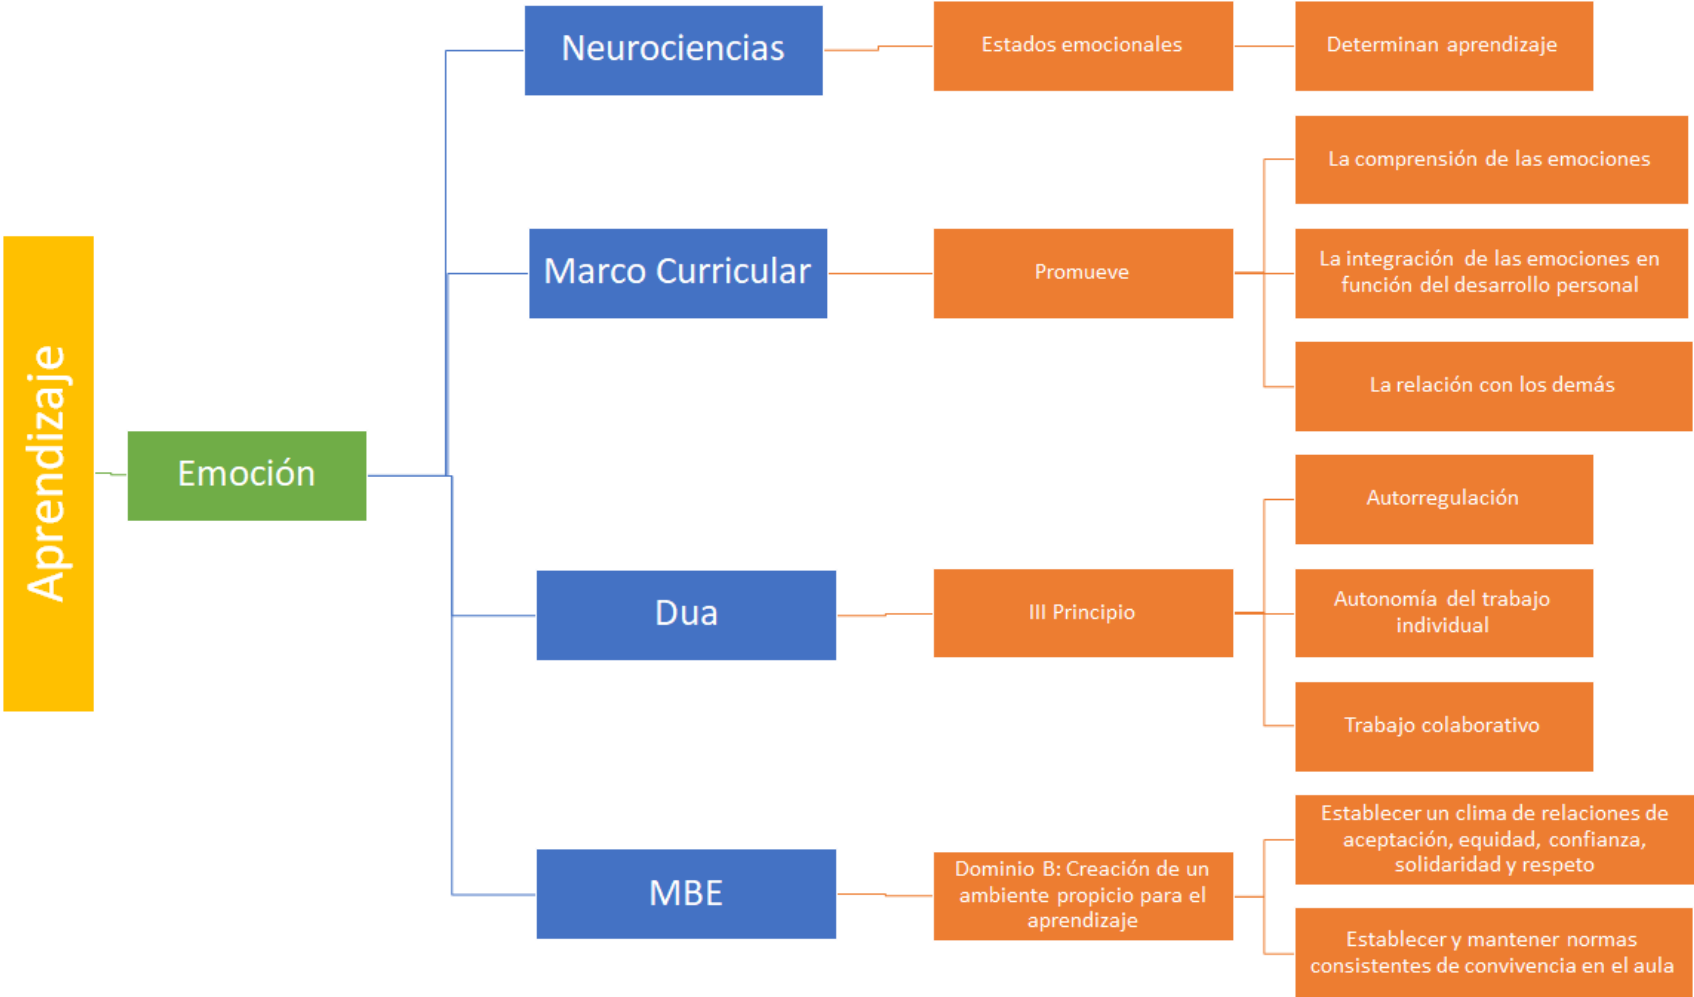 Aprendizaje
Emoción
Neurociencias
Estados emocionales
Determinan aprendizaje
Marco Curricular
Promueve
La comprensión de las emociones
La integración de las emociones en
función del desarrollo personal
La relación con los demás
Dua
III Principio
Autorregulación
Autonomía del trabajo
individual
Trabajo colaborativo
MBE
Dominio B: Creación de un
ambiente propicio para el
aprendizaje
Establecer un clima de relaciones de
aceptación, equidad, confianza,
solidaridad y respeto
Establecer y mantener normas
consistentes de convivencia en el aula